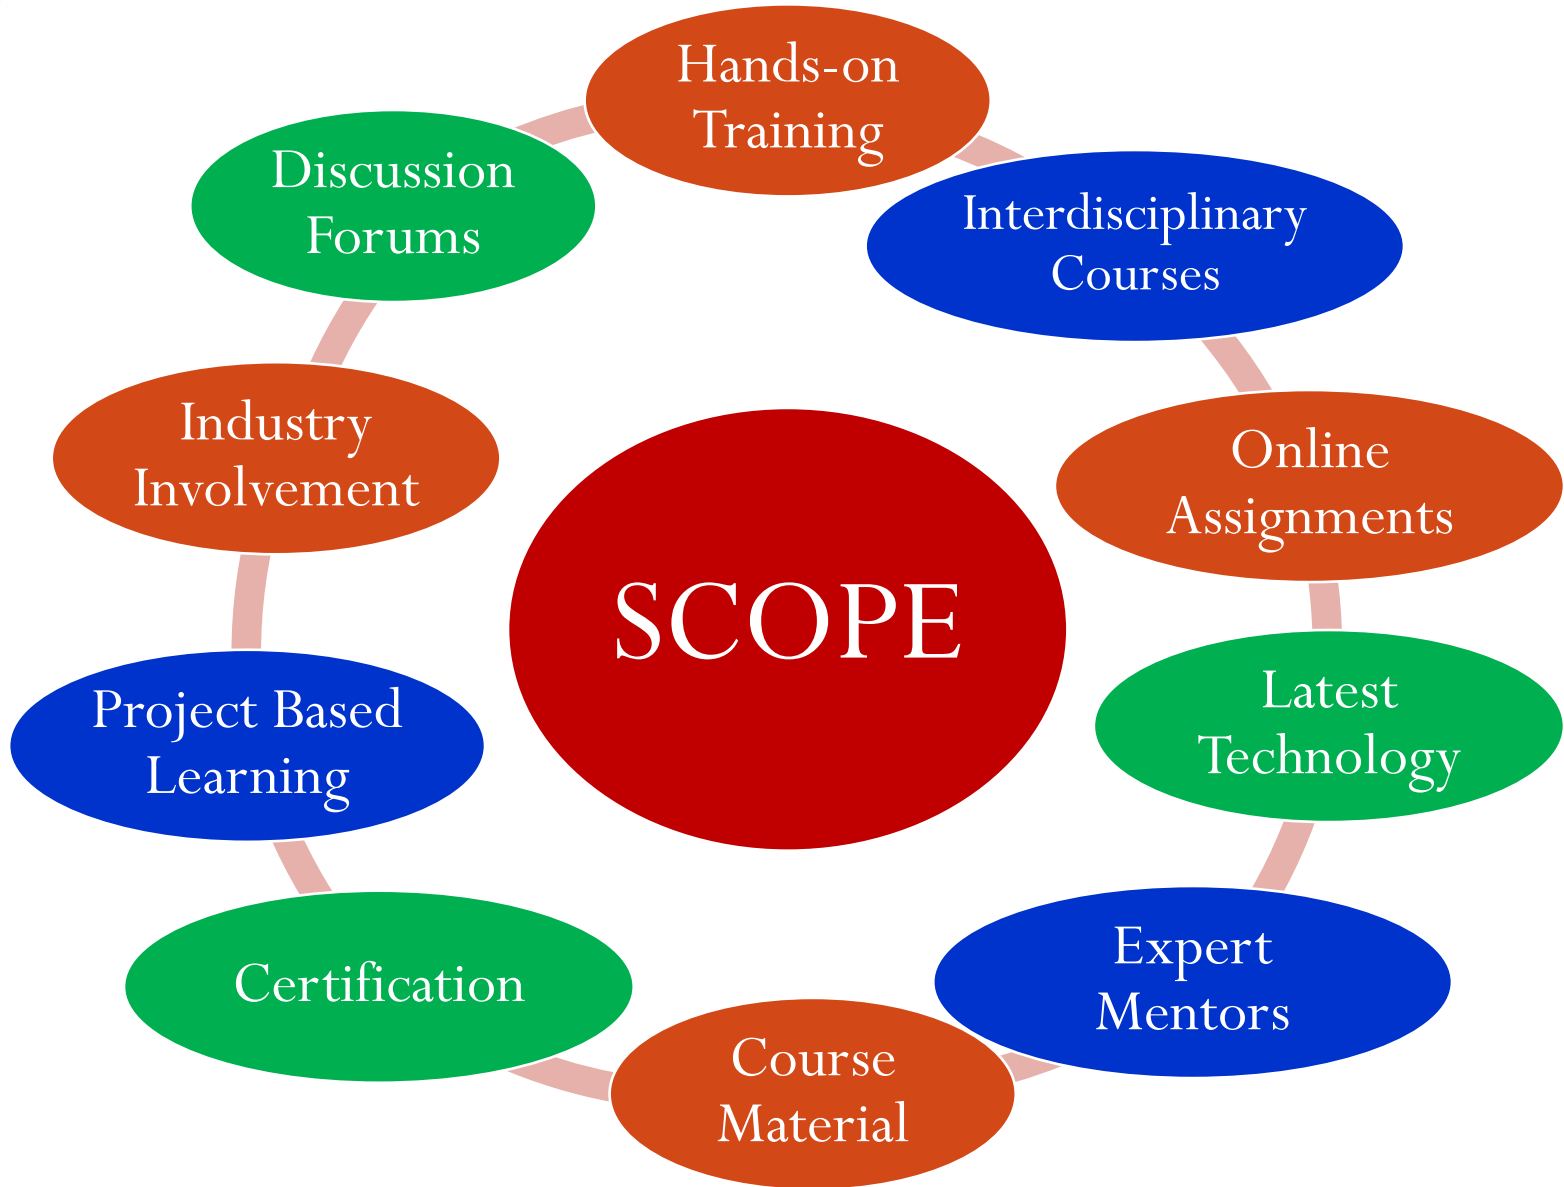 Hands-on
Training
Interdisciplinary
Courses
Online
Assignments
Latest
Technology
Expert
Mentors
Course
Material
Certification
Project Based
Learning
Industry
Involvement
Discussion
Forums
SCOPE